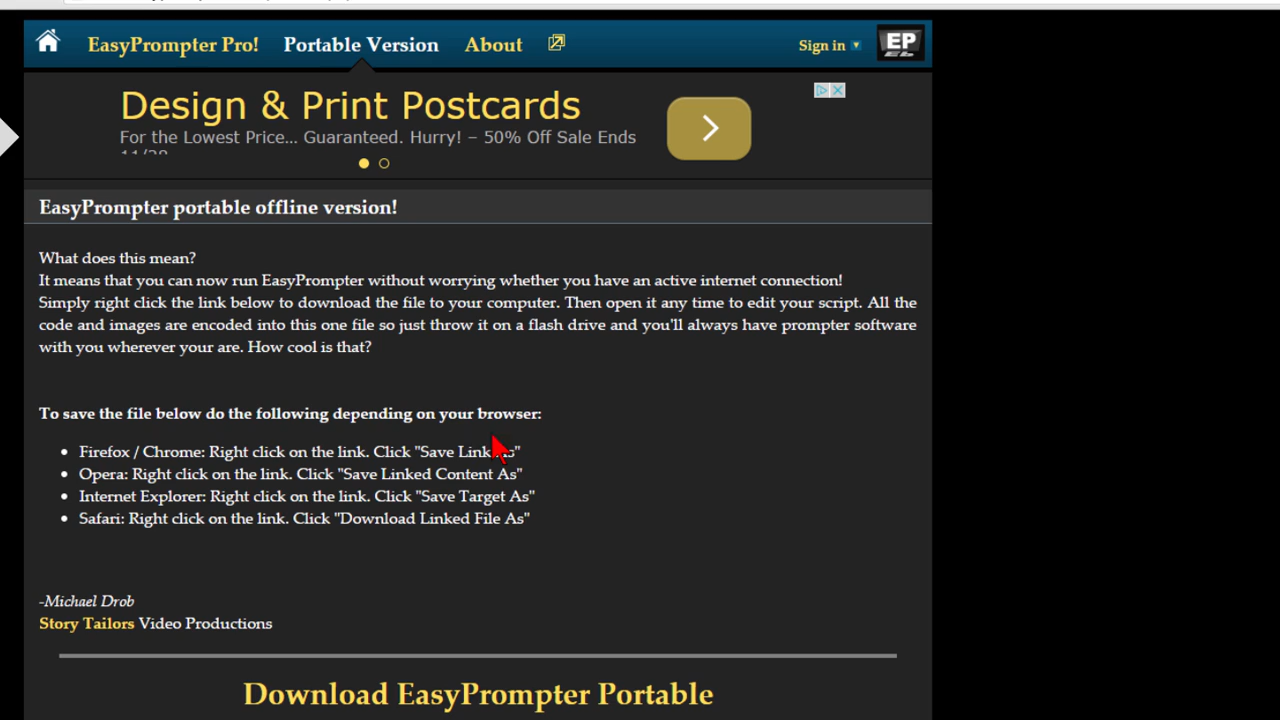 EasyPrompter Pro! Portable Version About Sign in EP
Design & Print Postcards
For the Lowest Price... Guaranteed. Hurry! – 50% Off Sale Ends
EasyPrompter portable offline version!
What does this mean?
It means that you can now run EasyPrompter without worrying whether you have an active internet connection!
Simply right click the link below to download the file to your computer. Then open it any time to edit your script. All the
code and images are encoded into this one file so just throw it on a flash drive and you'll always have prompter software
with you wherever your are. How cool is that?
To save the file below do the following depending on your browser:
• Firefox / Chrome: Right click on the link. Click "Save Link As"
• Opera: Right click on the link. Click "Save Linked Content As"
• Internet Explorer: Right click on the link. Click "Save Target As"
• Safari: Right click on the link. Click "Download Linked File As"
-Michael Drob
Story Tailors Video Productions
Download EasyPrompter Portable